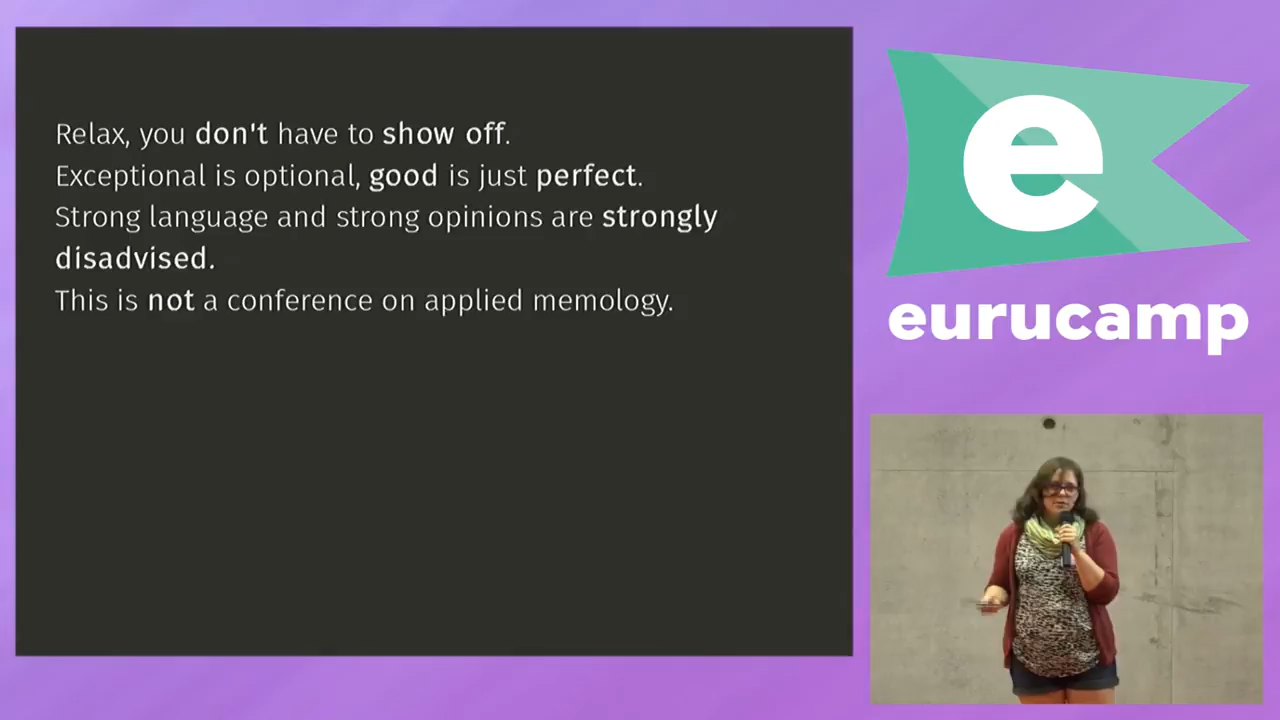 Relax, you don't have to show off.
Exceptional is optional, good is just perfect.
Strong language and strong opinions are strongly
disadvised.
This is not a conference on applied memology.
e
eurucamp